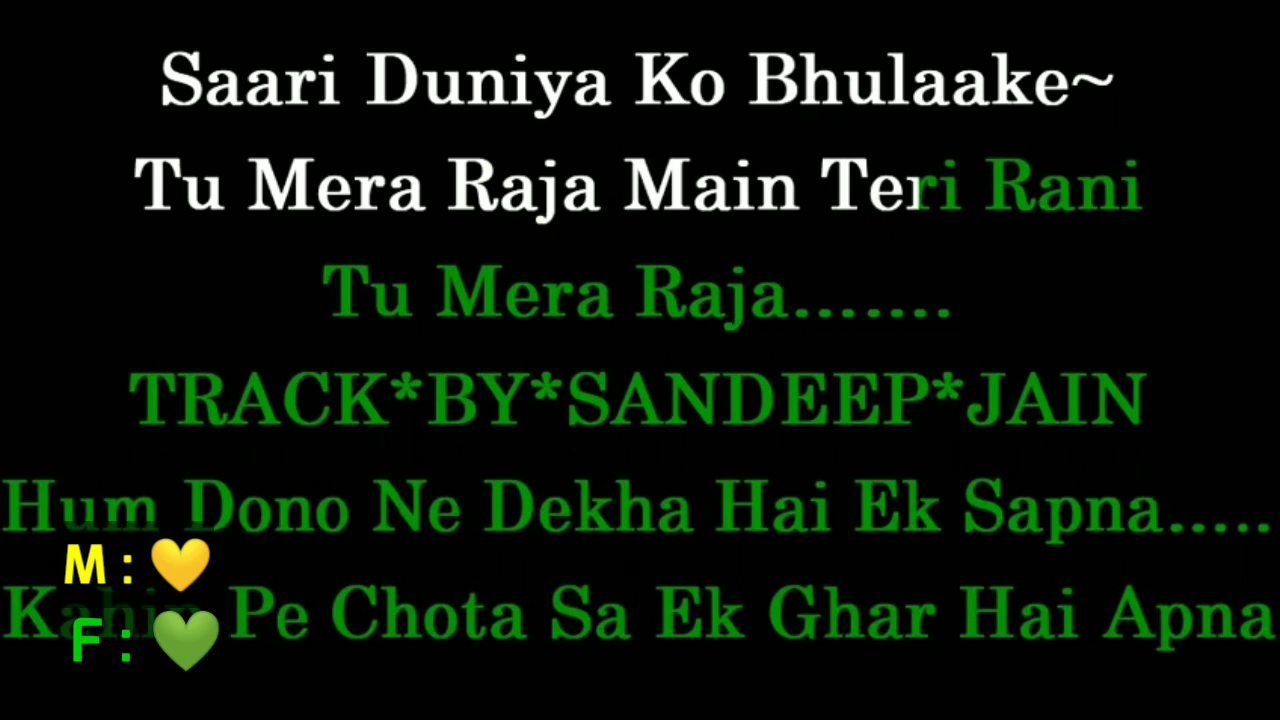 Saari Duniya Ko Bhulaake~
Tu Mera Raja Main Teri Rani
Tu Mera Raja.......
TRACK*BY*SANDEEP*JAIN
Hum Dono Ne Dekha Hai Ek Sapna.....
Kahin Pe Chota Sa Ek Ghar Hai Apna
M : 💛
F : 💚